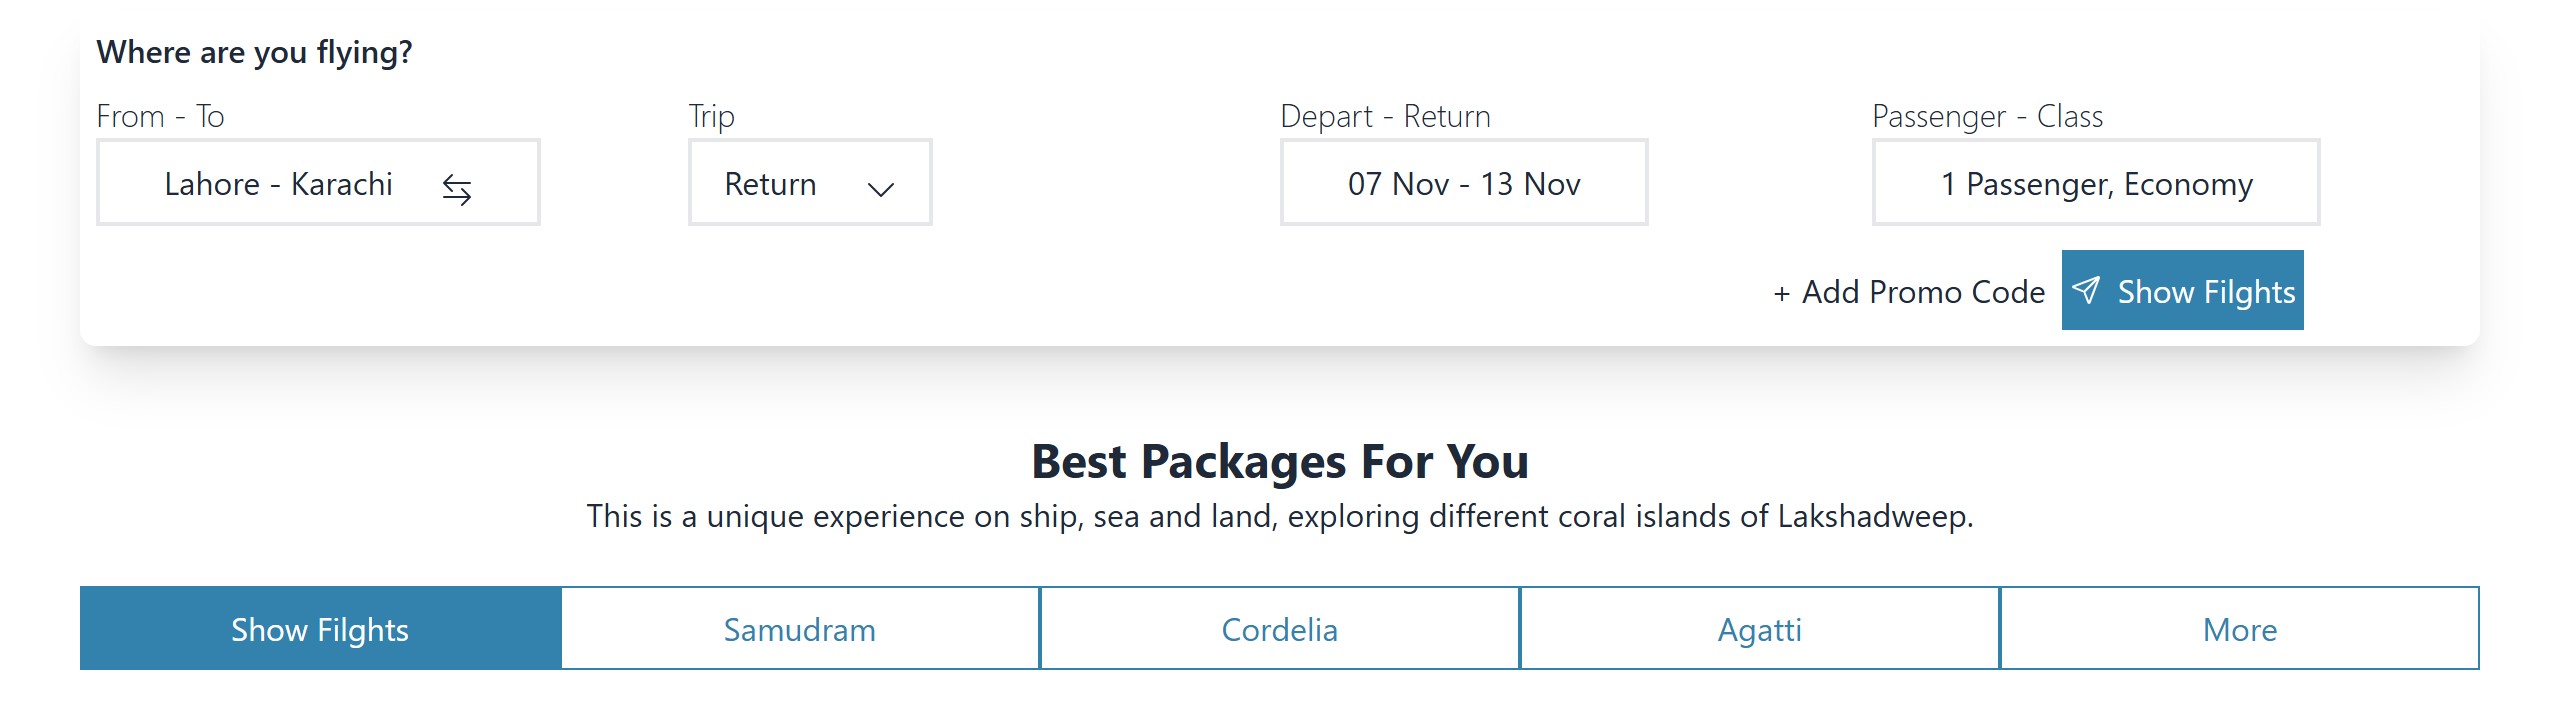 Where are you flying?
From - To
Lahore - Karachi
Trip
Return
Depart - Return
07 Nov - 13 Nov
Passenger - Class
1 Passenger, Economy
+ Add Promo Code
Show Filghts
Best Packages For You
This is a unique experience on ship, sea and land, exploring different coral islands of Lakshadweep.
Show Filghts
Samudram
Cordelia
Agatti
More